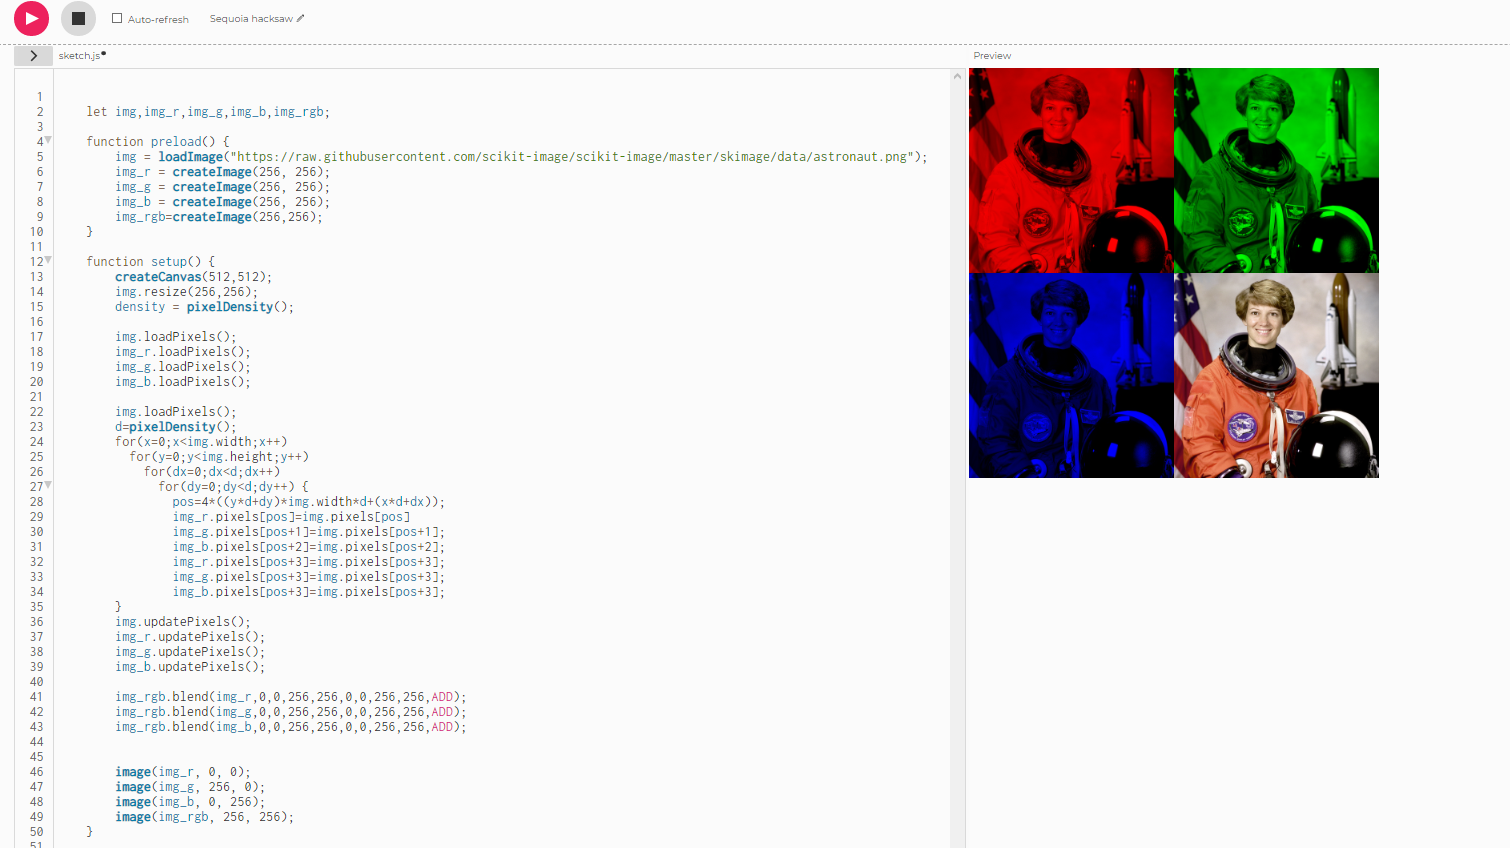 Auto-refresh Sequoia hacksaw
sketch.js Preview
1
2 let img,img_r,img_g,img_b,img_rgb;
3
4 function preload() {
5 img = loadImage("https://raw.githubusercontent.com/scikit-image/scikit-image/master/skimage/data/astronaut.png");
6 img_r = createImage(256, 256);
7 img_g = createImage(256, 256);
8 img_b = createImage(256, 256);
9 img_rgb=createImage(256,256);
10 }
11
12 function setup() {
13 createCanvas(512,512);
14 img.resize(256,256);
15 density = pixelDensity();
16
17 img.loadPixels();
18 img_r.loadPixels();
19 img_g.loadPixels();
20 img_b.loadPixels();
21
22 img.loadPixels();
23 d=pixelDensity();
24 for(x=0;x<img.width;x++)
25 for(y=0;y<img.height;y++)
26 for(dx=0;dx<d;dx++)
27 for(dy=0;dy<d;dy++) {
28 pos=4*((y*d+dy)*img.width*d+(x*d+dx));
29 img_r.pixels[pos]=img.pixels[pos]
30 img_g.pixels[pos+1]=img.pixels[pos+1];
31 img_b.pixels[pos+2]=img.pixels[pos+2];
32 img_r.pixels[pos+3]=img.pixels[pos+3];
33 img_g.pixels[pos+3]=img.pixels[pos+3];
34 img_b.pixels[pos+3]=img.pixels[pos+3];
35 }
36 img.updatePixels();
37 img_r.updatePixels();
38 img_g.updatePixels();
39 img_b.updatePixels();
40
41 img_rgb.blend(img_r,0,0,256,256,0,0,256,256,ADD);
42 img_rgb.blend(img_g,0,0,256,256,0,0,256,256,ADD);
43 img_rgb.blend(img_b,0,0,256,256,0,0,256,256,ADD);
44
45
46 image(img_r, 0, 0);
47 image(img_g, 256, 0);
48 image(img_b, 0, 256);
49 image(img_rgb, 256, 256);
50 }
51